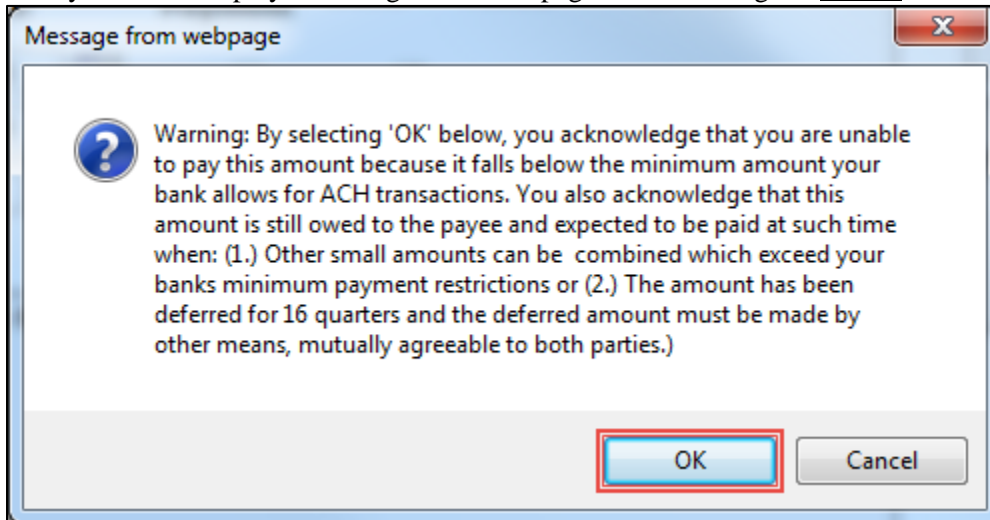 Message from webpage
Warning: By selecting 'OK' below, you acknowledge that you are unable
to pay this amount because it falls below the minimum amount your
bank allows for ACH transactions. You also acknowledge that this
amount is still owed to the payee and expected to be paid at such time
when: (1.) Other small amounts can be  combined which exceed your
banks minimum payment restrictions or (2.) The amount has been
deferred for 16 quarters and the deferred amount must be made by
other means, mutually agreeable to both parties.)
OK
Cancel